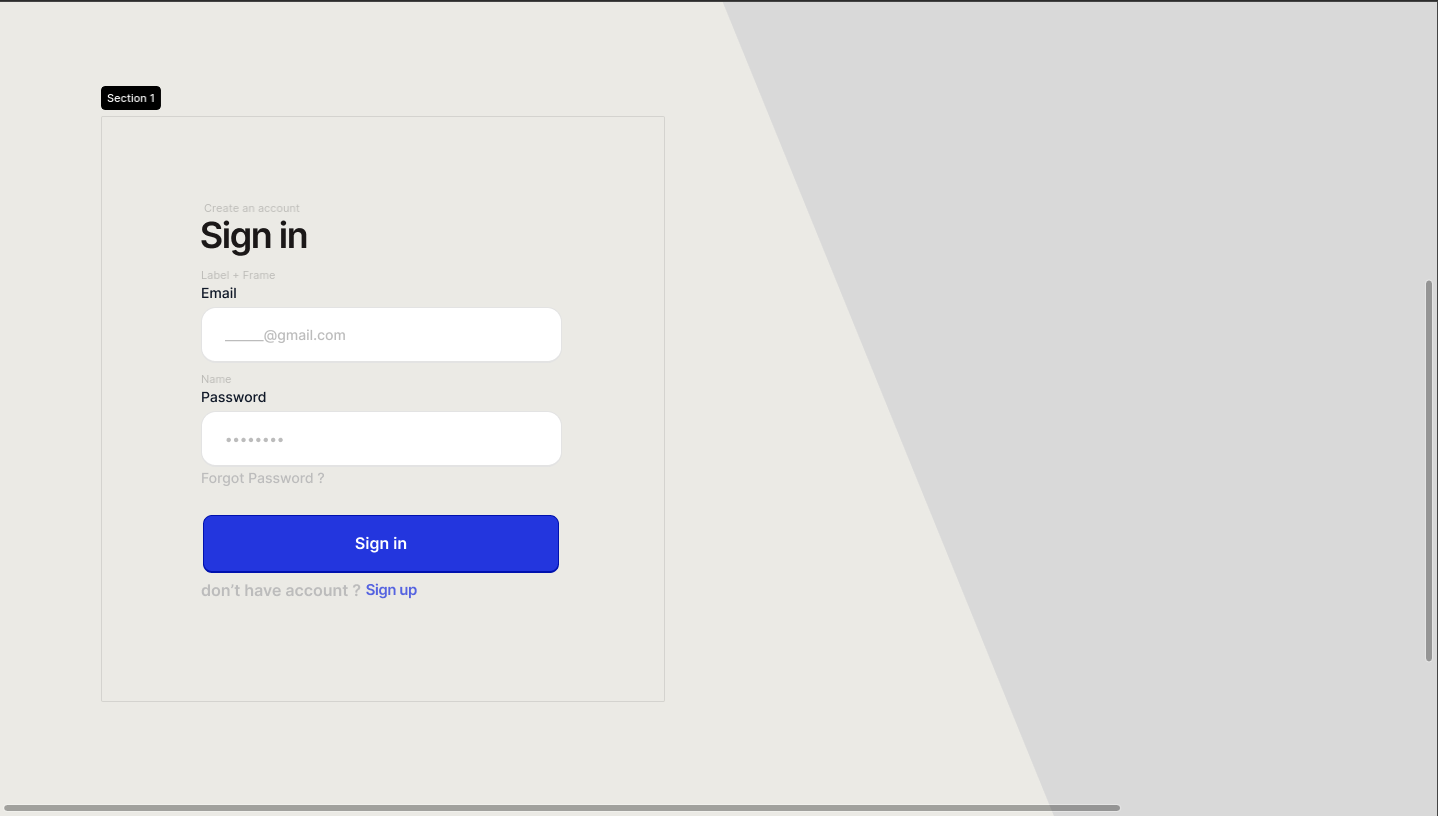 Section 1
Create an account
Sign in
Label + Frame
Email
______@gmail.com
Name
Password
••••••••
Forgot Password ?
Sign in
don’t have account ? Sign up